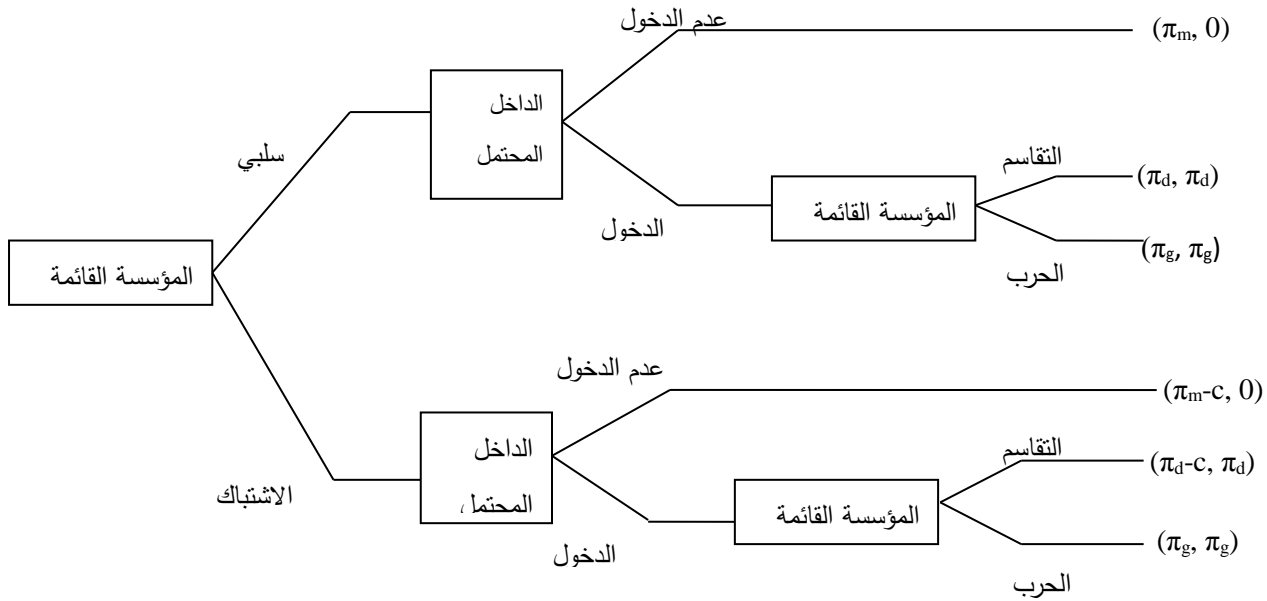 عدم الدخول
(πm, 0)
الداخل
المحتمل
سلبي
التقاسم
(πd, πd)
المؤسسة القائمة
الدخول
(πg, πg)
الحرب
المؤسسة القائمة
عدم الدخول
(πm-c, 0)
الداخل
المحتمل
التقاسم
(πd-c, πd)
الاشتباك
المؤسسة القائمة
(πg, πg)
الدخول
الحرب